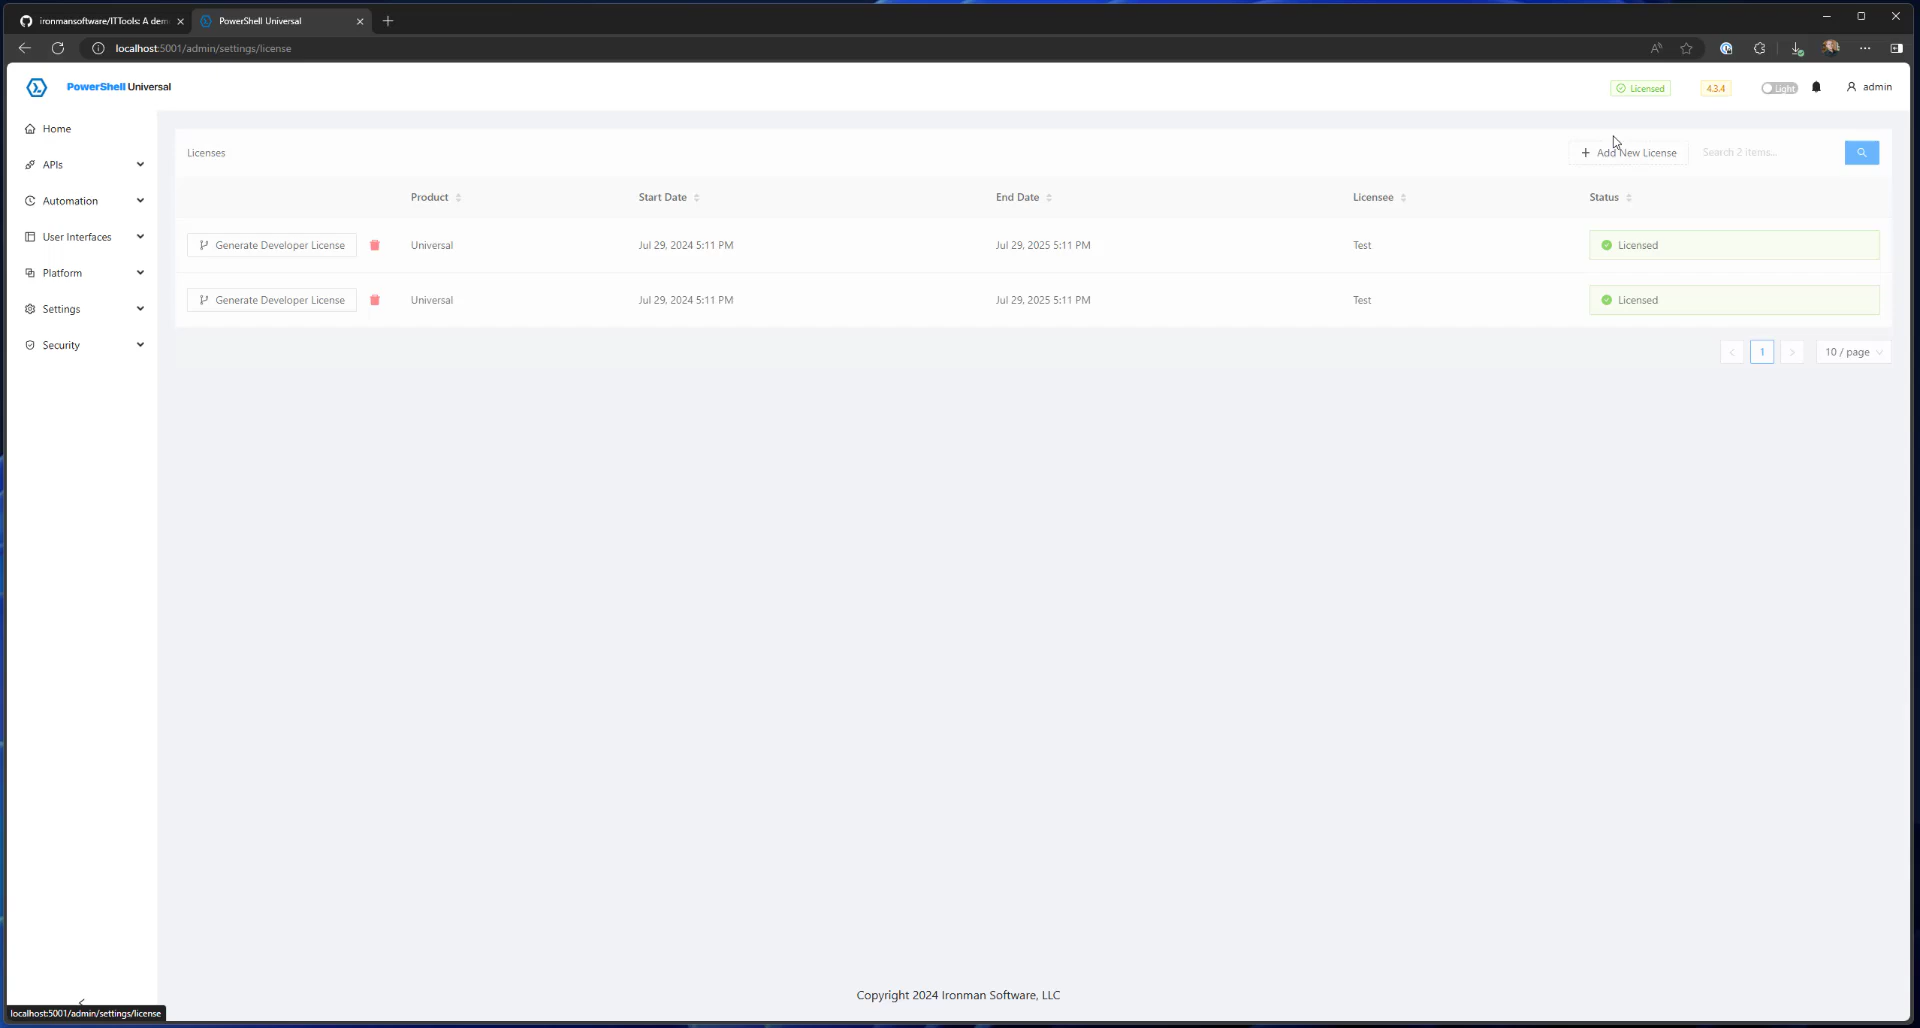 ironmansoftware/ITTools: A dem
PowerShell Universal
localhost:5001/admin/settings/license
PowerShell Universal
Licensed
4.3.4
Light
admin
Home
APIs
Automation
User Interfaces
Platform
Settings
Security
Licenses
Add New License
Search 2 items...
Product
Start Date
End Date
Licensee
Status
Generate Developer License
Universal
Jul 29, 2024 5:11 PM
Jul 29, 2025 5:11 PM
Test
Licensed
Generate Developer License
Universal
Jul 29, 2024 5:11 PM
Jul 29, 2025 5:11 PM
Test
Licensed
1
10 / page
Copyright 2024 Ironman Software, LLC
localhost:5001/admin/settings/license